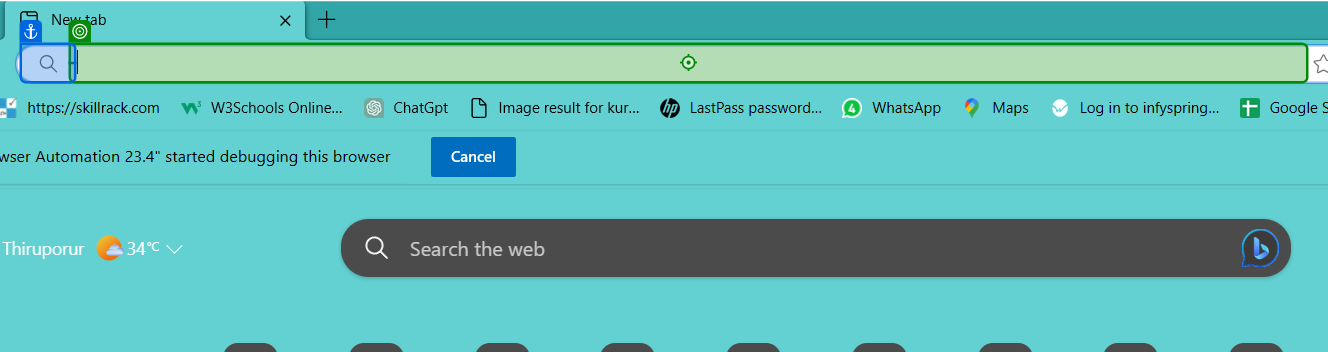 New tab
https://skillrack.com W3Schools Online... ChatGpt Image result for kur... LastPass password... WhatsApp Maps Log in to infyspring... Google S
wser Automation 23.4" started debugging this browser Cancel
Thiruporur 34°C Search the web